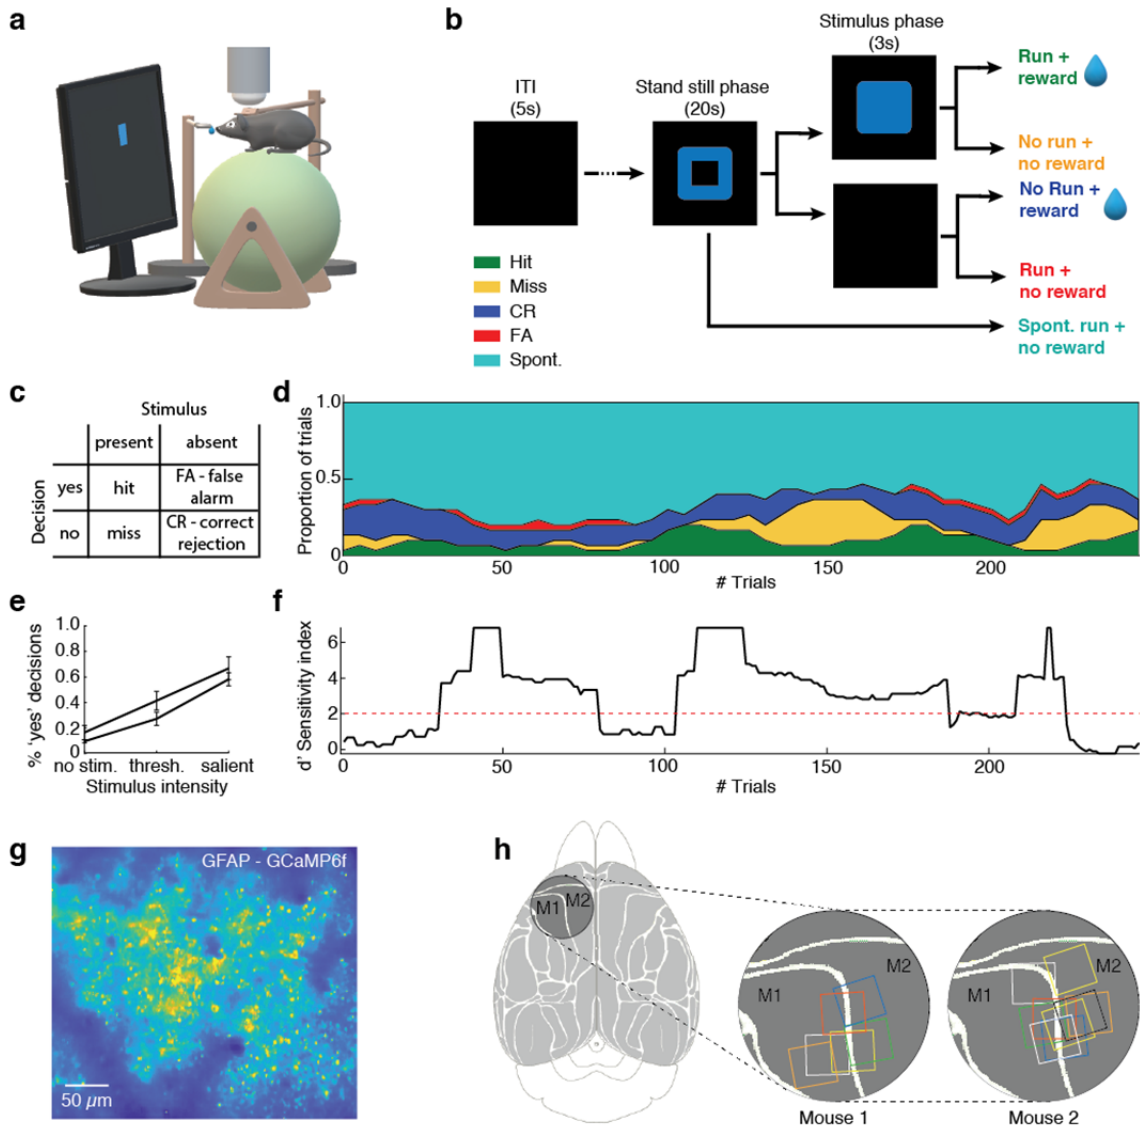 a
b
ITI
(5s)
Stand still phase
(20s)
Stimulus phase
(3s)
Run +
reward
No run +
no reward
No Run +
reward
Run +
no reward
Spont. run +
no reward
Hit
Miss
CR
FA
Spont.
c
Stimulus
present absent
Decision
yes hit FA - false
alarm
no miss CR - correct
rejection
d
Proportion of trials
1.0
0.5
0
0 50 100 150 200
# Trials
e
% 'yes' decisions
1.0
0.8
0.6
0.4
0.2
0
no stim. thresh. salient
Stimulus intensity
f
d' Sensitivity index
6
4
2
0
0 50 100 150 200
# Trials
g
GFAP - GCaMP6f
50 µm
h
M1 M2
M1 M2
M1 M2
Mouse 1 Mouse 2